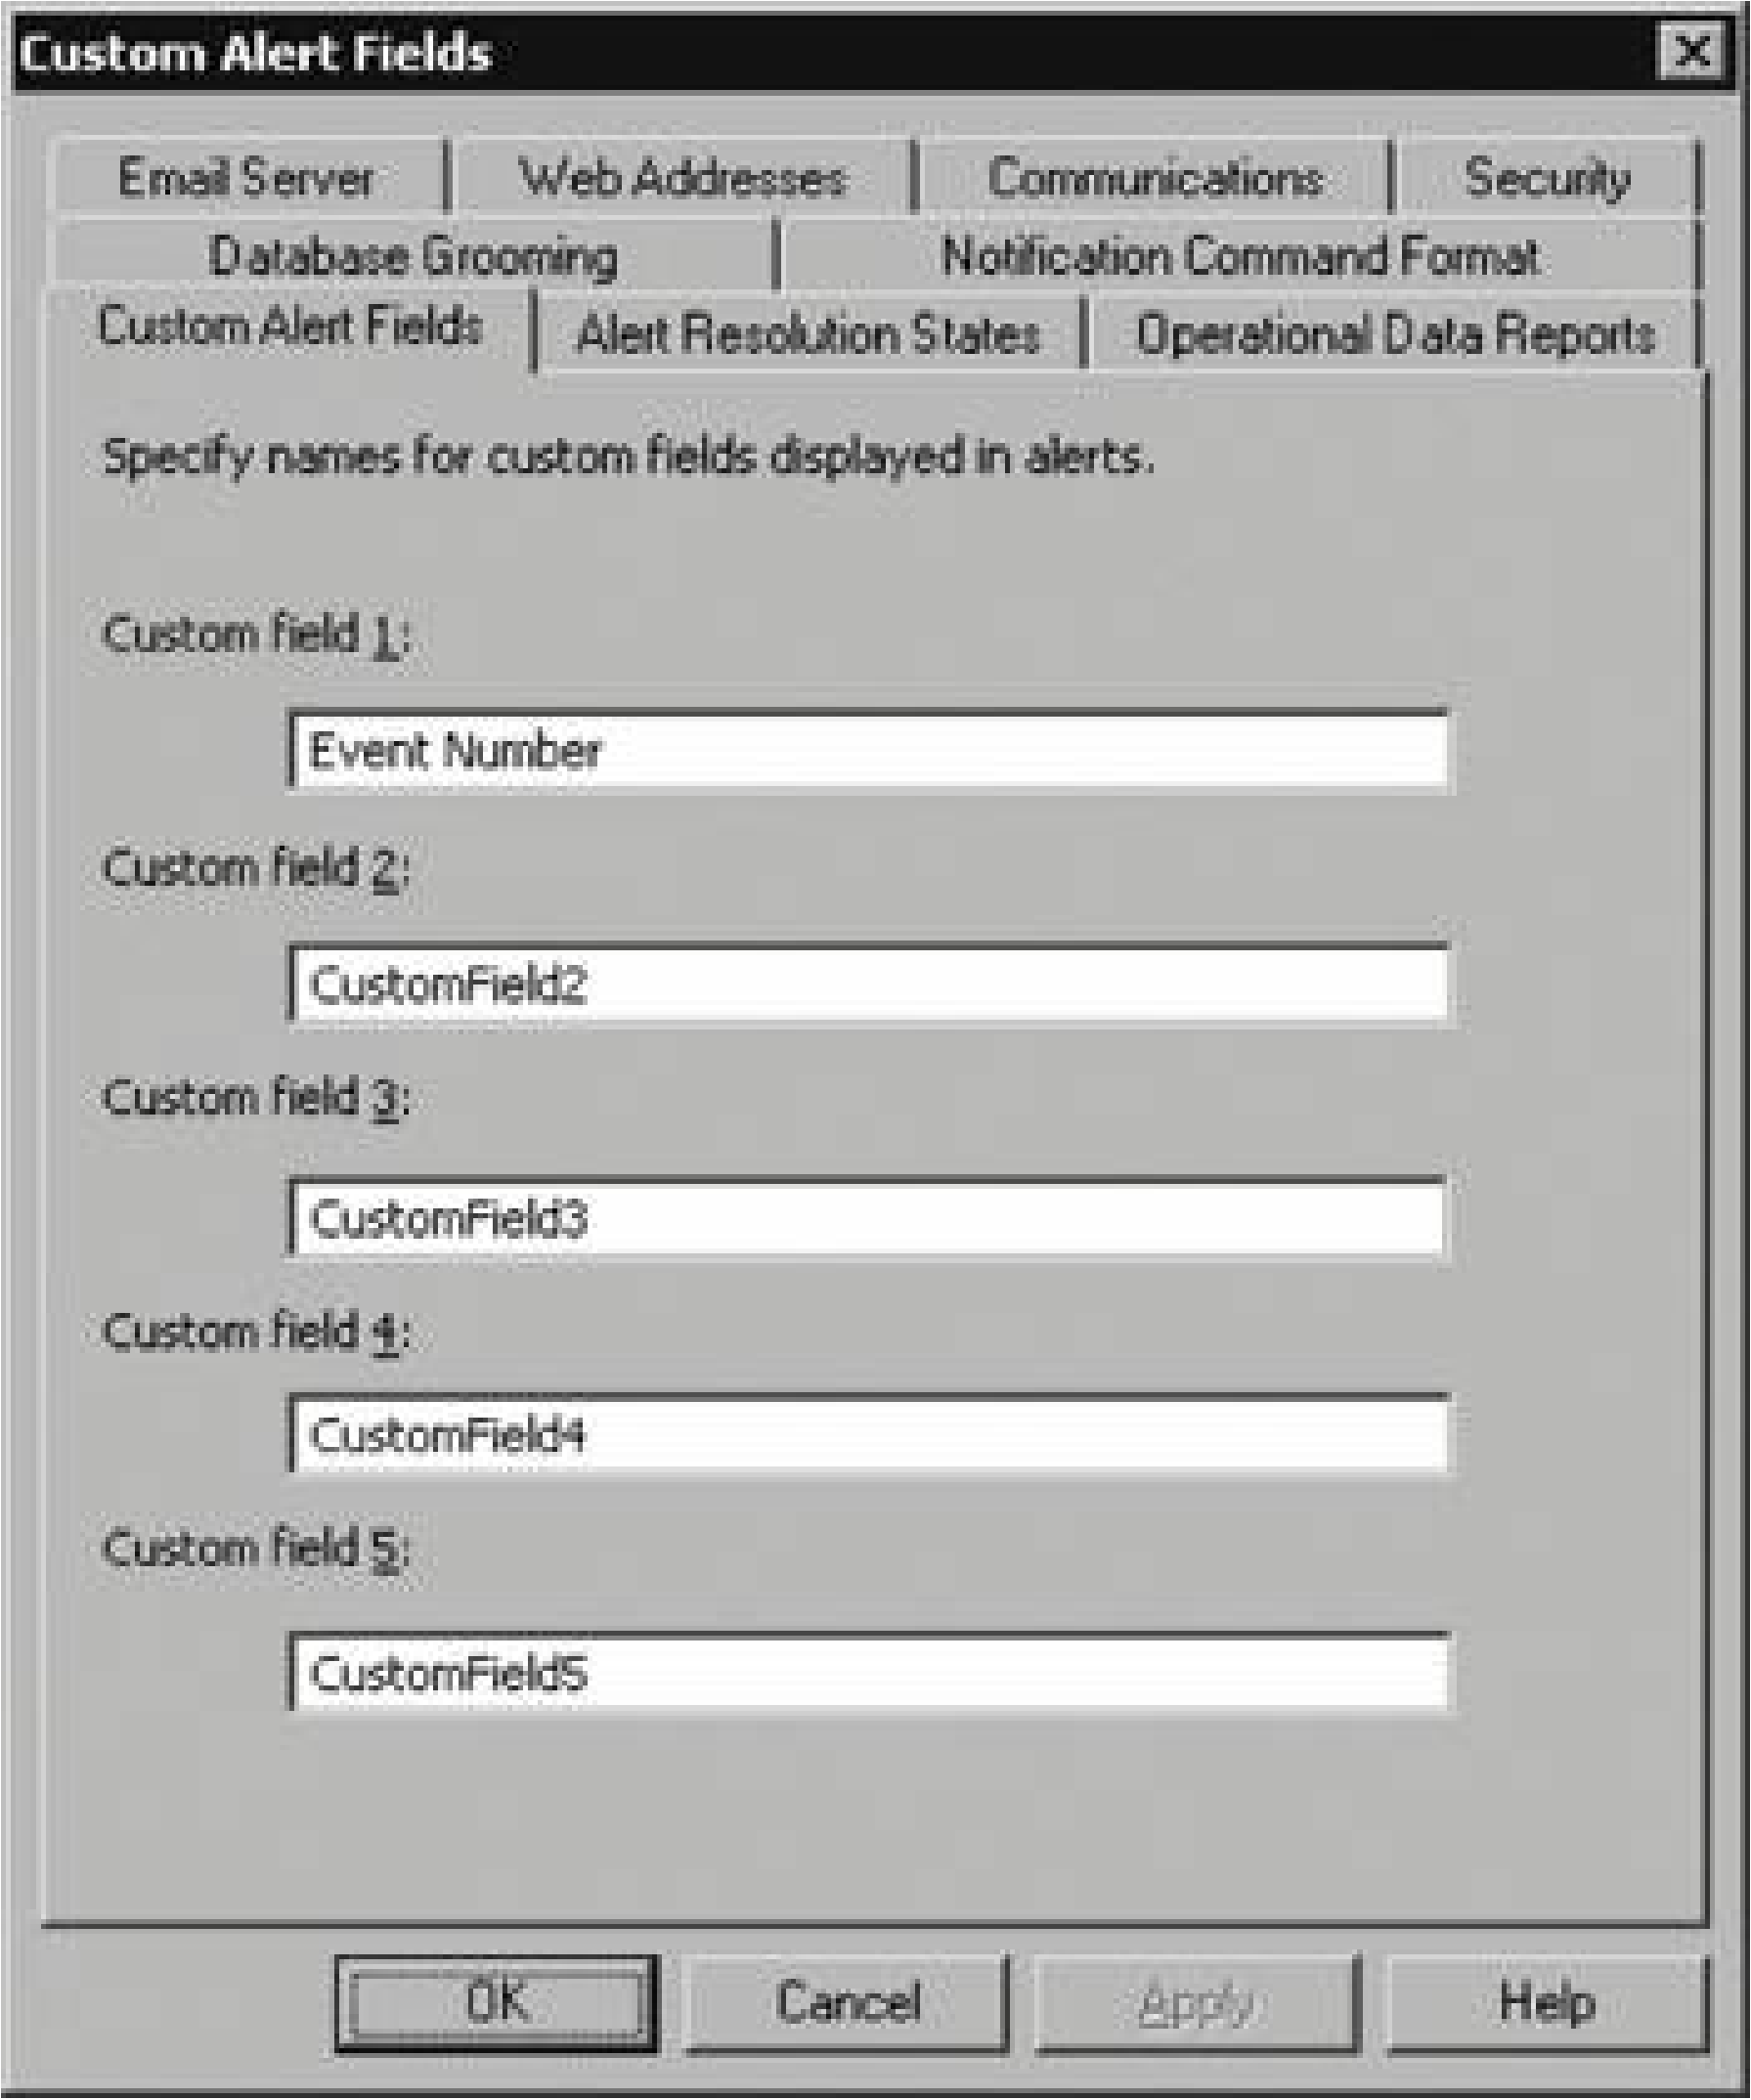 Custom Alert Fields
Email Server Web Addresses Communications Security
Database Grooming Notification Command Format
Custom Alert Fields Alert Resolution States Operational Data Reports
Specify names for custom fields displayed in alerts.
Custom field 1:
Event Number
Custom field 2:
CustomField2
Custom field 3:
CustomField3
Custom field 4:
CustomField4
Custom field 5:
CustomField5
OK Cancel Apply Help